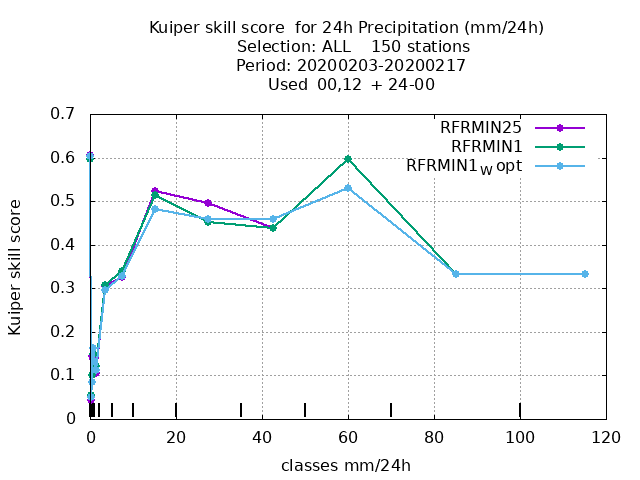 Kuiper skill score  for 24h Precipitation (mm/24h)
Selection: ALL    150 stations
Period: 20200203-20200217
Used  00,12  + 24-00
RFRMIN25
RFRMIN1
RFRMIN1W opt
Kuiper skill score
0.7
0.6
0.5
0.4
0.3
0.2
0.1
0
0 20 40 60 80 100 120
classes mm/24h